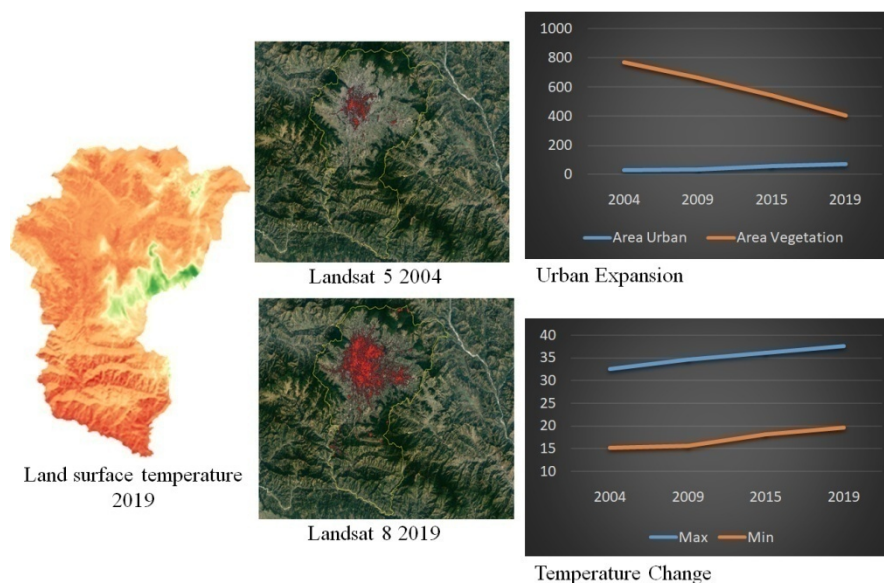 Land surface temperature
2019
Landsat 5 2004
Landsat 8 2019
1000
800
600
400
200
0
2004 2009 2015 2019
Area Urban Area Vegetation
Urban Expansion
40
35
30
25
20
15
10
2004 2009 2015 2019
Max Min
Temperature Change